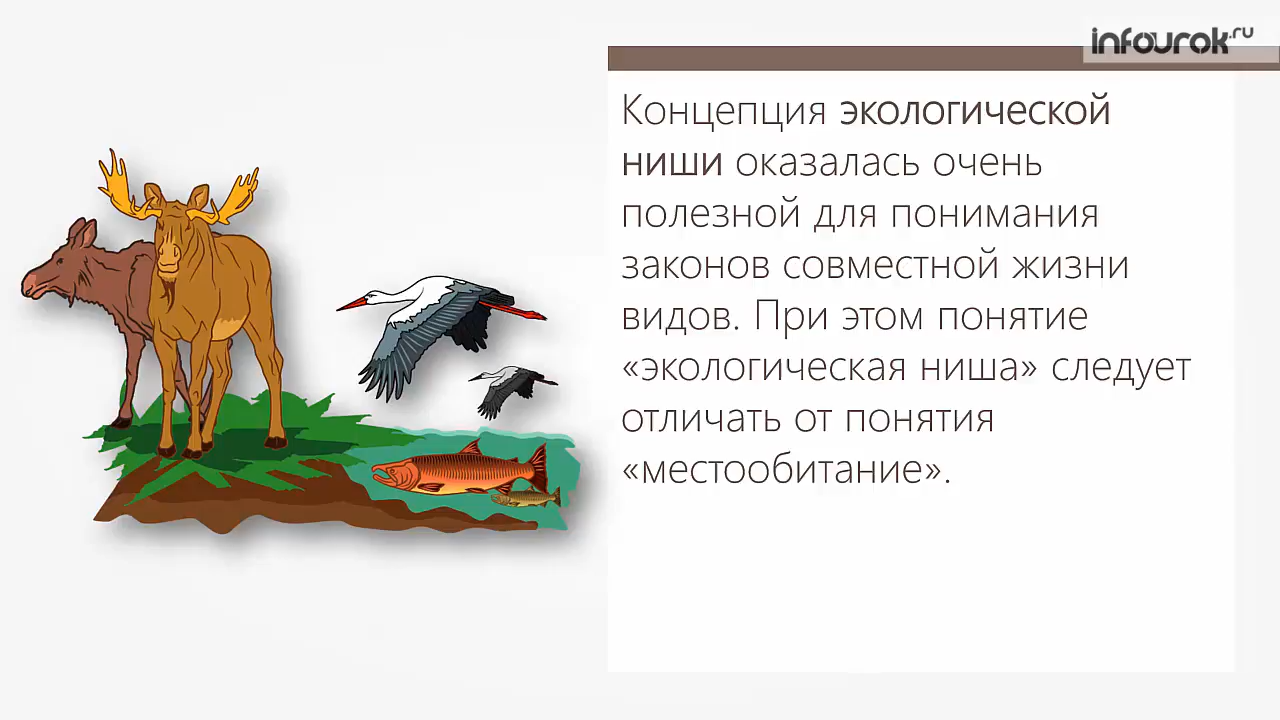 infourok.ru
Концепция экологической
ниши оказалась очень
полезной для понимания
законов совместной жизни
видов. При этом понятие
«экологическая ниша» следует
отличать от понятия
«местообитание».